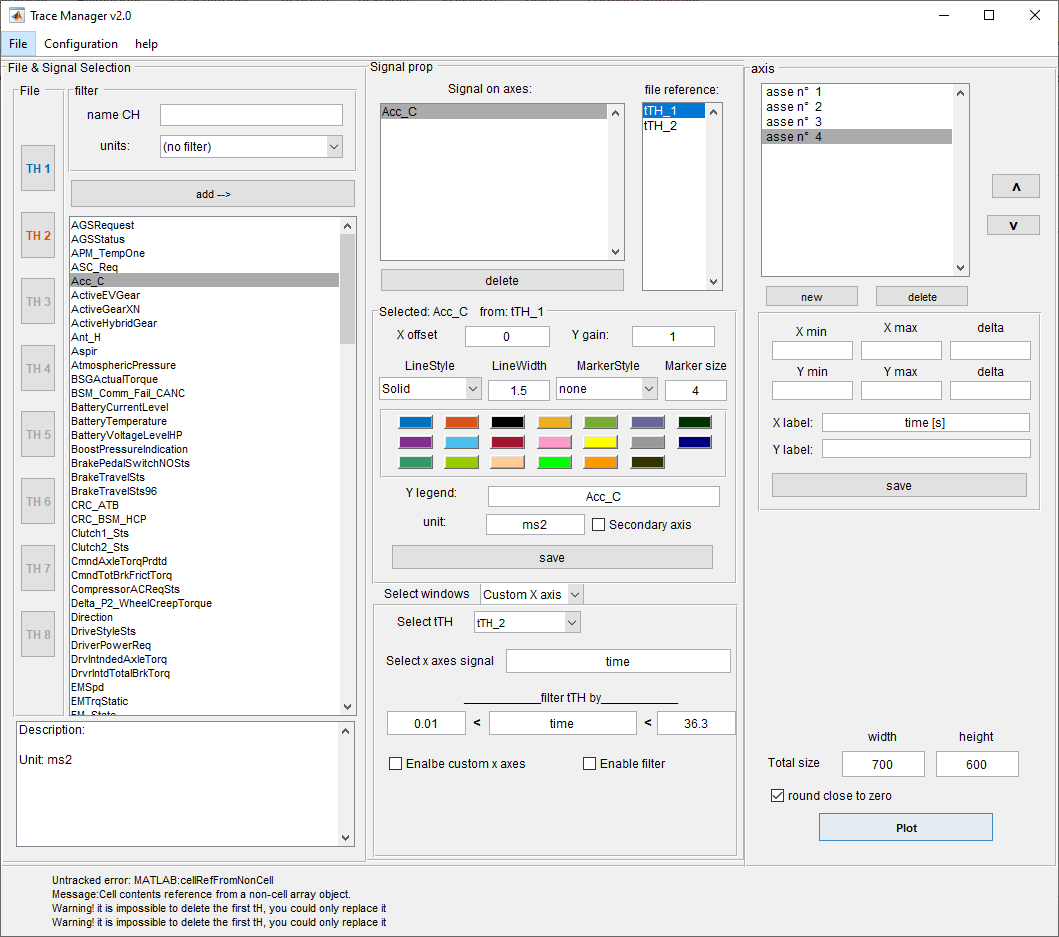 Trace Manager v2.0
File Configuration help
File & Signal Selection
File
filter
name CH
units: (no filter)
add -->
TH 1
TH 2
TH 3
TH 4
TH 5
TH 6
TH 7
TH 8
AGSRequest
AGSStatus
APM_TempOne
ASC_Req
Acc_C
ActiveEVGear
ActiveGearXN
ActiveHybridGear
Ant_H
Aspir
AtmosphericPressure
BSGActualTorque
BSM_Comm_Fail_CANC
BatteryCurrentLevel
BatteryTemperature
BatteryVoltageLevelHP
BoostPressureIndication
BrakePedalSwitchNOSts
BrakeTravelSts
BrakeTravelSts96
CRC_ATB
CRC_BSM_HCP
Clutch1_Sts
Clutch2_Sts
CmndAxleTorqPrdtd
CmndTotBrkFrictTorq
CompressorACReqSts
Delta_P2_WheelCreepTorque
Direction
DriveStyleSts
DriverPowerReq
DrvIntndedAxleTorq
DrvrIntdTotalBrkTorq
EMSpd
EMTrqStatic
EM_State
Description:
Unit: ms2
Signal prop
Signal on axes: file reference:
Acc_C
tTH_1
tTH_2
delete
Selected: Acc_C from: tTH_1
X offset 0 Y gain: 1
LineStyle LineWidth MarkerStyle Marker size
Solid 1.5 none 4
Y legend: Acc_C
unit: ms2 Secondary axis
save
Select windows Custom X axis
Select tTH tTH_2
Select x axes signal time
____________filter tTH by____________
0.01 < time < 36.3
Enalbe custom x axes Enable filter
axis
asse n° 1
asse n° 2
asse n° 3
asse n° 4
ʌ
v
new delete
X min X max delta
Y min Y max delta
X label: time [s]
Y label:
save
width height
Total size 700 600
round close to zero
Plot
Untracked error: MATLAB:cellRefFromNonCell
Message:Cell contents reference from a non-cell array object.
Warning! it is impossible to delete the first tH, you could only replace it
Warning! it is impossible to delete the first tH, you could only replace it